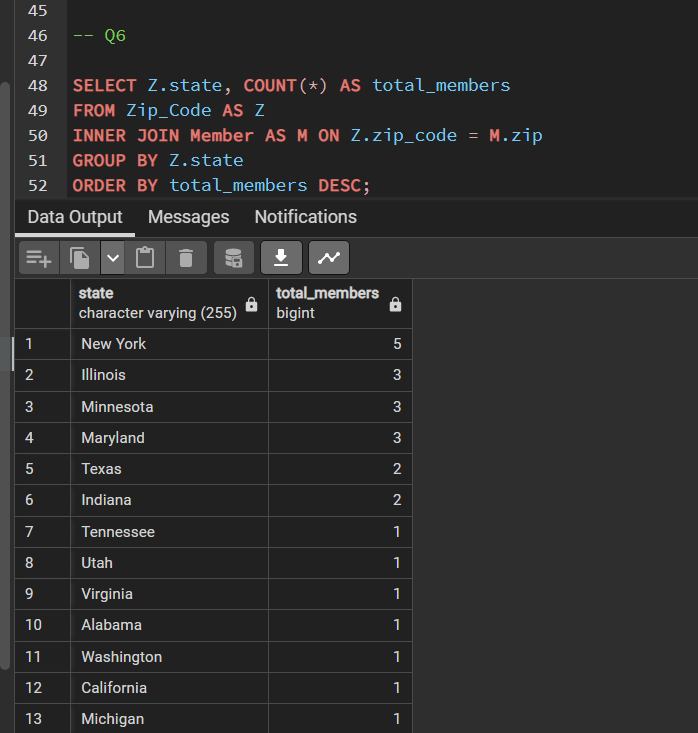 45
46 -- Q6
47
48 SELECT Z.state, COUNT(*) AS total_members
49 FROM Zip_Code AS Z
50 INNER JOIN Member AS M ON Z.zip_code = M.zip
51 GROUP BY Z.state
52 ORDER BY total_members DESC;
Data Output Messages Notifications
state total_members
character varying (255) bigint
1 New York 5
2 Illinois 3
3 Minnesota 3
4 Maryland 3
5 Texas 2
6 Indiana 2
7 Tennessee 1
8 Utah 1
9 Virginia 1
10 Alabama 1
11 Washington 1
12 California 1
13 Michigan 1